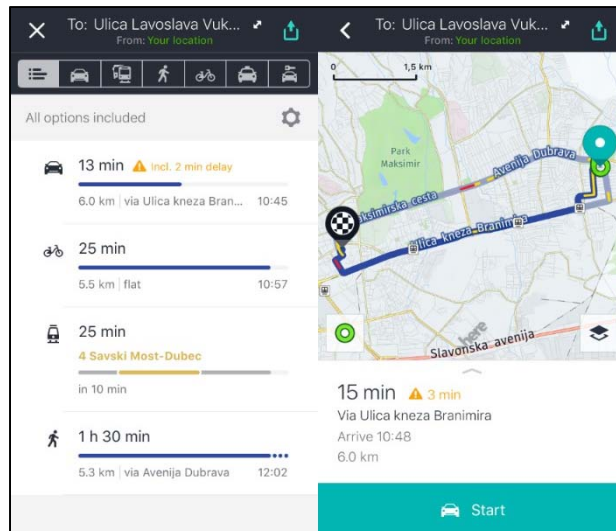 To: Ulica Lavoslava Vuk...
From: Your location
All options included
13 min Incl. 2 min delay
6.0 km | via Ulica kneza Bran... 10:45
25 min
5.5 km | flat 10:57
25 min
4 Savski Most-Dubec
in 10 min
1 h 30 min
5.3 km | via Avenija Dubrava 12:02
To: Ulica Lavoslava Vuk...
From: Your location
0 1,5 km
Park
Maksimir
Avenija Dubrava
aksimirska cesta
Ulica kneza Branimira
here
Slavonska avenija
15 min 3 min
Via Ulica kneza Branimira
Arrive 10:48
6.0 km
Start